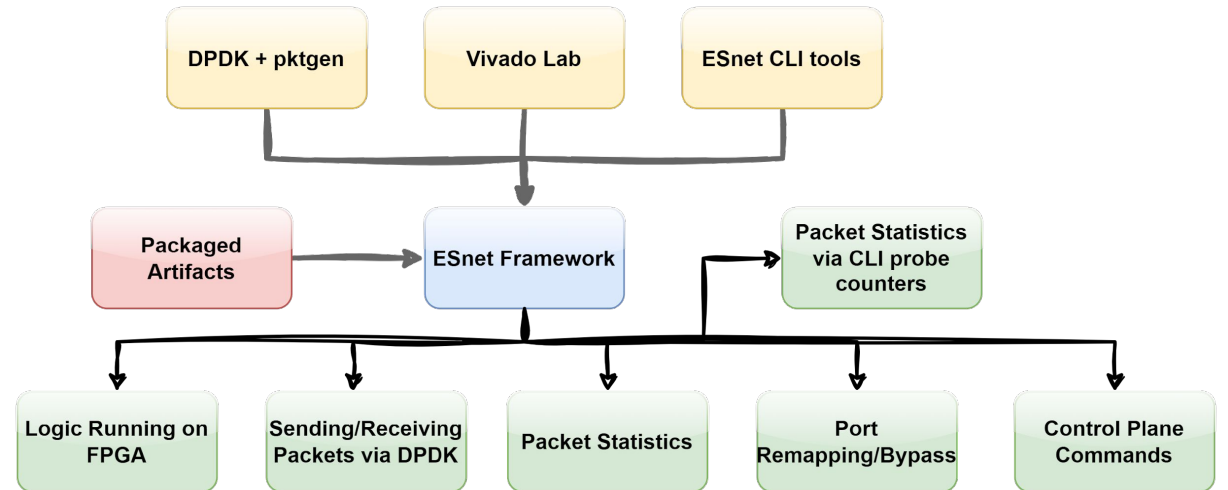 DPDK + pktgen
Vivado Lab
ESnet CLI tools
Packaged
Artifacts
ESnet Framework
Packet Statistics
via CLI probe
counters
Logic Running on
FPGA
Sending/Receiving
Packets via DPDK
Packet Statistics
Port
Remapping/Bypass
Control Plane
Commands